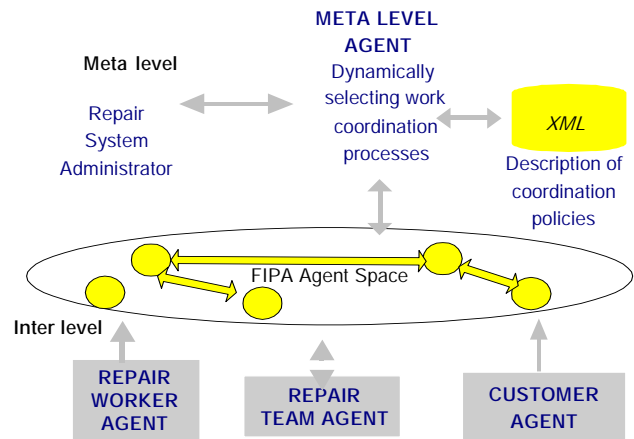 META LEVEL
AGENT
Dynamically
selecting work
coordination
processes
Meta level
Repair
System
Administrator
XML
Description of
coordination
policies
FIPA Agent Space
Inter level
REPAIR
WORKER
AGENT
REPAIR
TEAM AGENT
CUSTOMER
AGENT